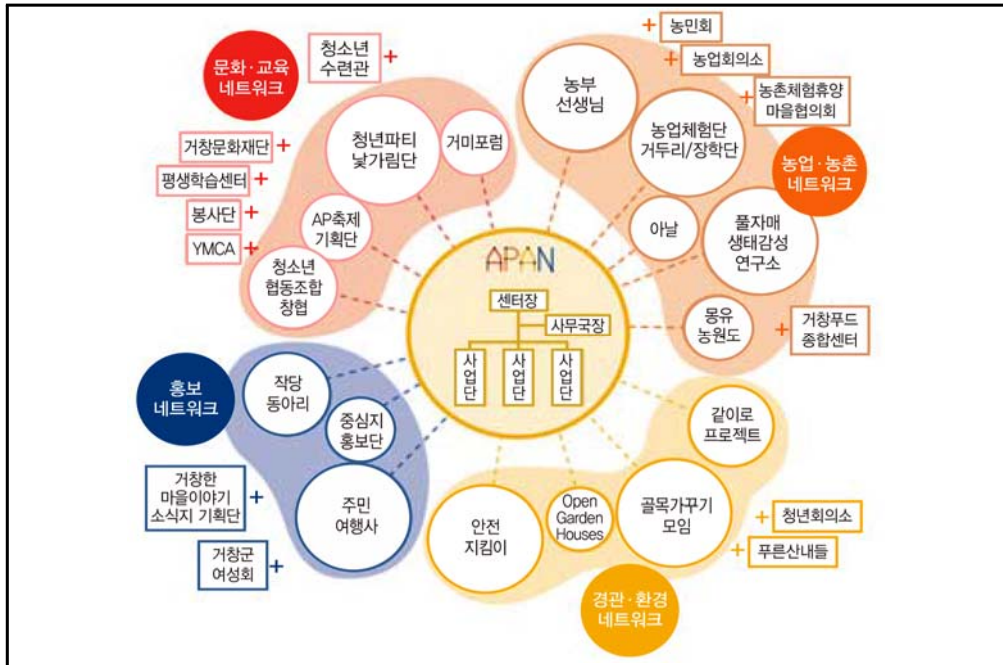 문화·교육
네트워크
청소년
수련관
청년파티
낯가림단
거미포럼
거창문화재단
평생학습센터
봉사단
YMCA
AP축제
기획단
청소년
협동조합
창협
농민회
농업회의소
농촌체험휴양
마을협의회
농부
선생님
농업체험단
거두리/장학단
농업·농촌
네트워크
아날
풀자매
생태감성
연구소
몽유
농원도
거창푸드
종합센터
APAN
센터장
사무국장
사업단
사업단
사업단
홍보
네트워크
작당
동아리
중심지
홍보단
주민
여행사
거창한
마을이야기
소식지 기획단
거창군
여성회
같이로
프로젝트
안전
지킴이
Open
Garden
Houses
골목가꾸기
모임
청년회의소
푸른산내들
경관·환경
네트워크